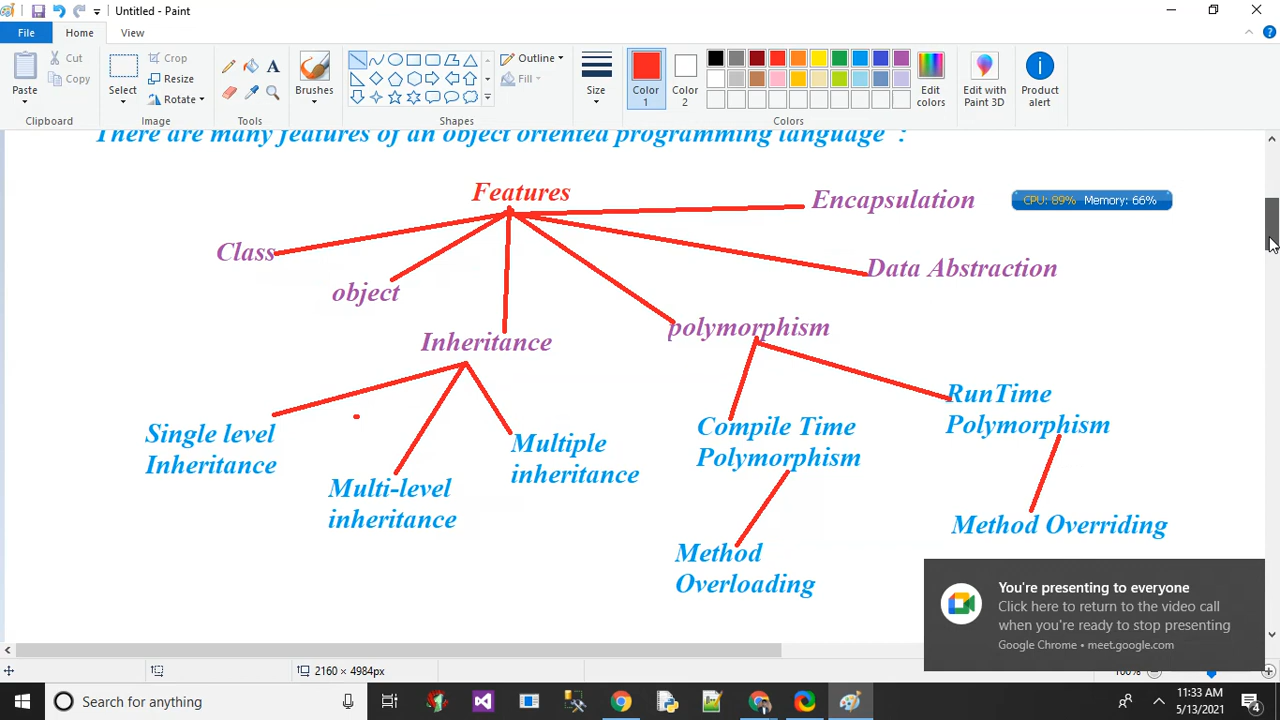 Untitled - Paint
File
Home
View
Paste
Cut
Copy
Clipboard
Select
Crop
Resize
Rotate
Image
Tools
Brushes
Shapes
Outline
Fill
Size
Color
1
Color
2
Colors
Edit
colors
Edit with
Paint 3D
Product
alert
There are many features of an object oriented programming language :
Features
Encapsulation
CPU: 89% Memory: 66%
Class
Data Abstraction
object
Inheritance
polymorphism
Single level
Inheritance
Multi-level
inheritance
Multiple
inheritance
Compile Time
Polymorphism
RunTime
Polymorphism
Method
Overloading
Method Overriding
You're presenting to everyone
Click here to return to the video call
when you're ready to stop presenting
Google Chrome • meet.google.com
2160 × 4984px
Search for anything
11:33 AM
5/13/2021
4